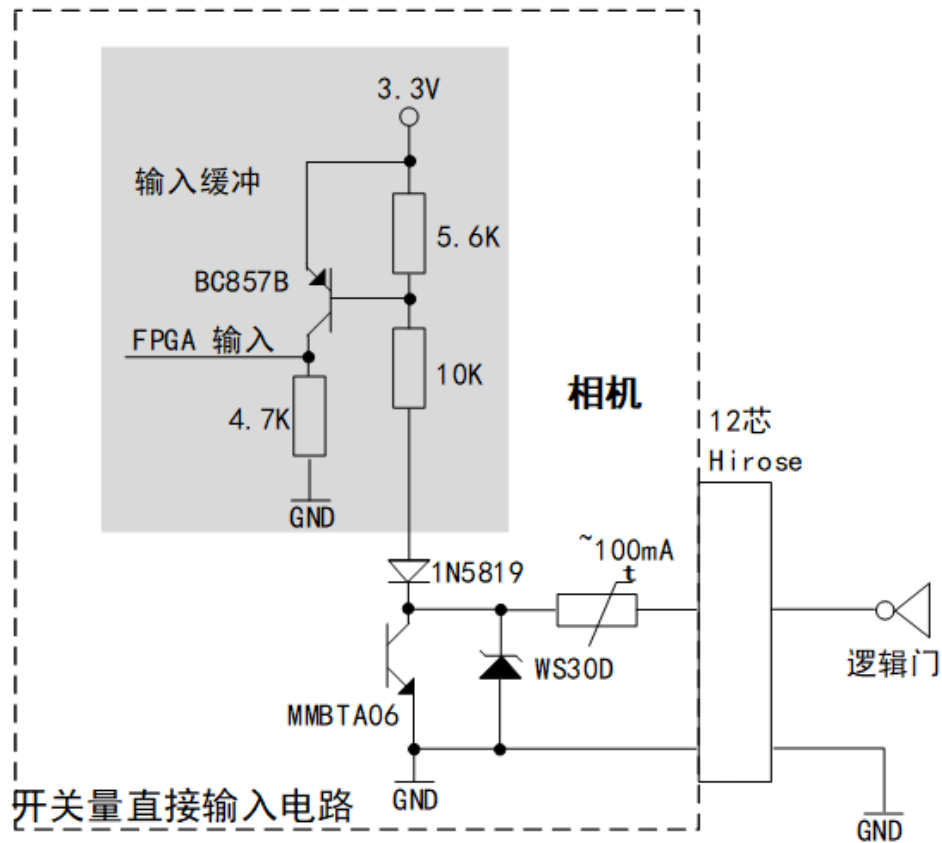 3.3V
输入缓冲
5.6K
BC857B
FPGA 输入
10K
4.7K
相机
12芯
Hirose
GND
~100mA
t
1N5819
WS30D
逻辑门
MMBTA06
GND
开关量直接输入电路
GND